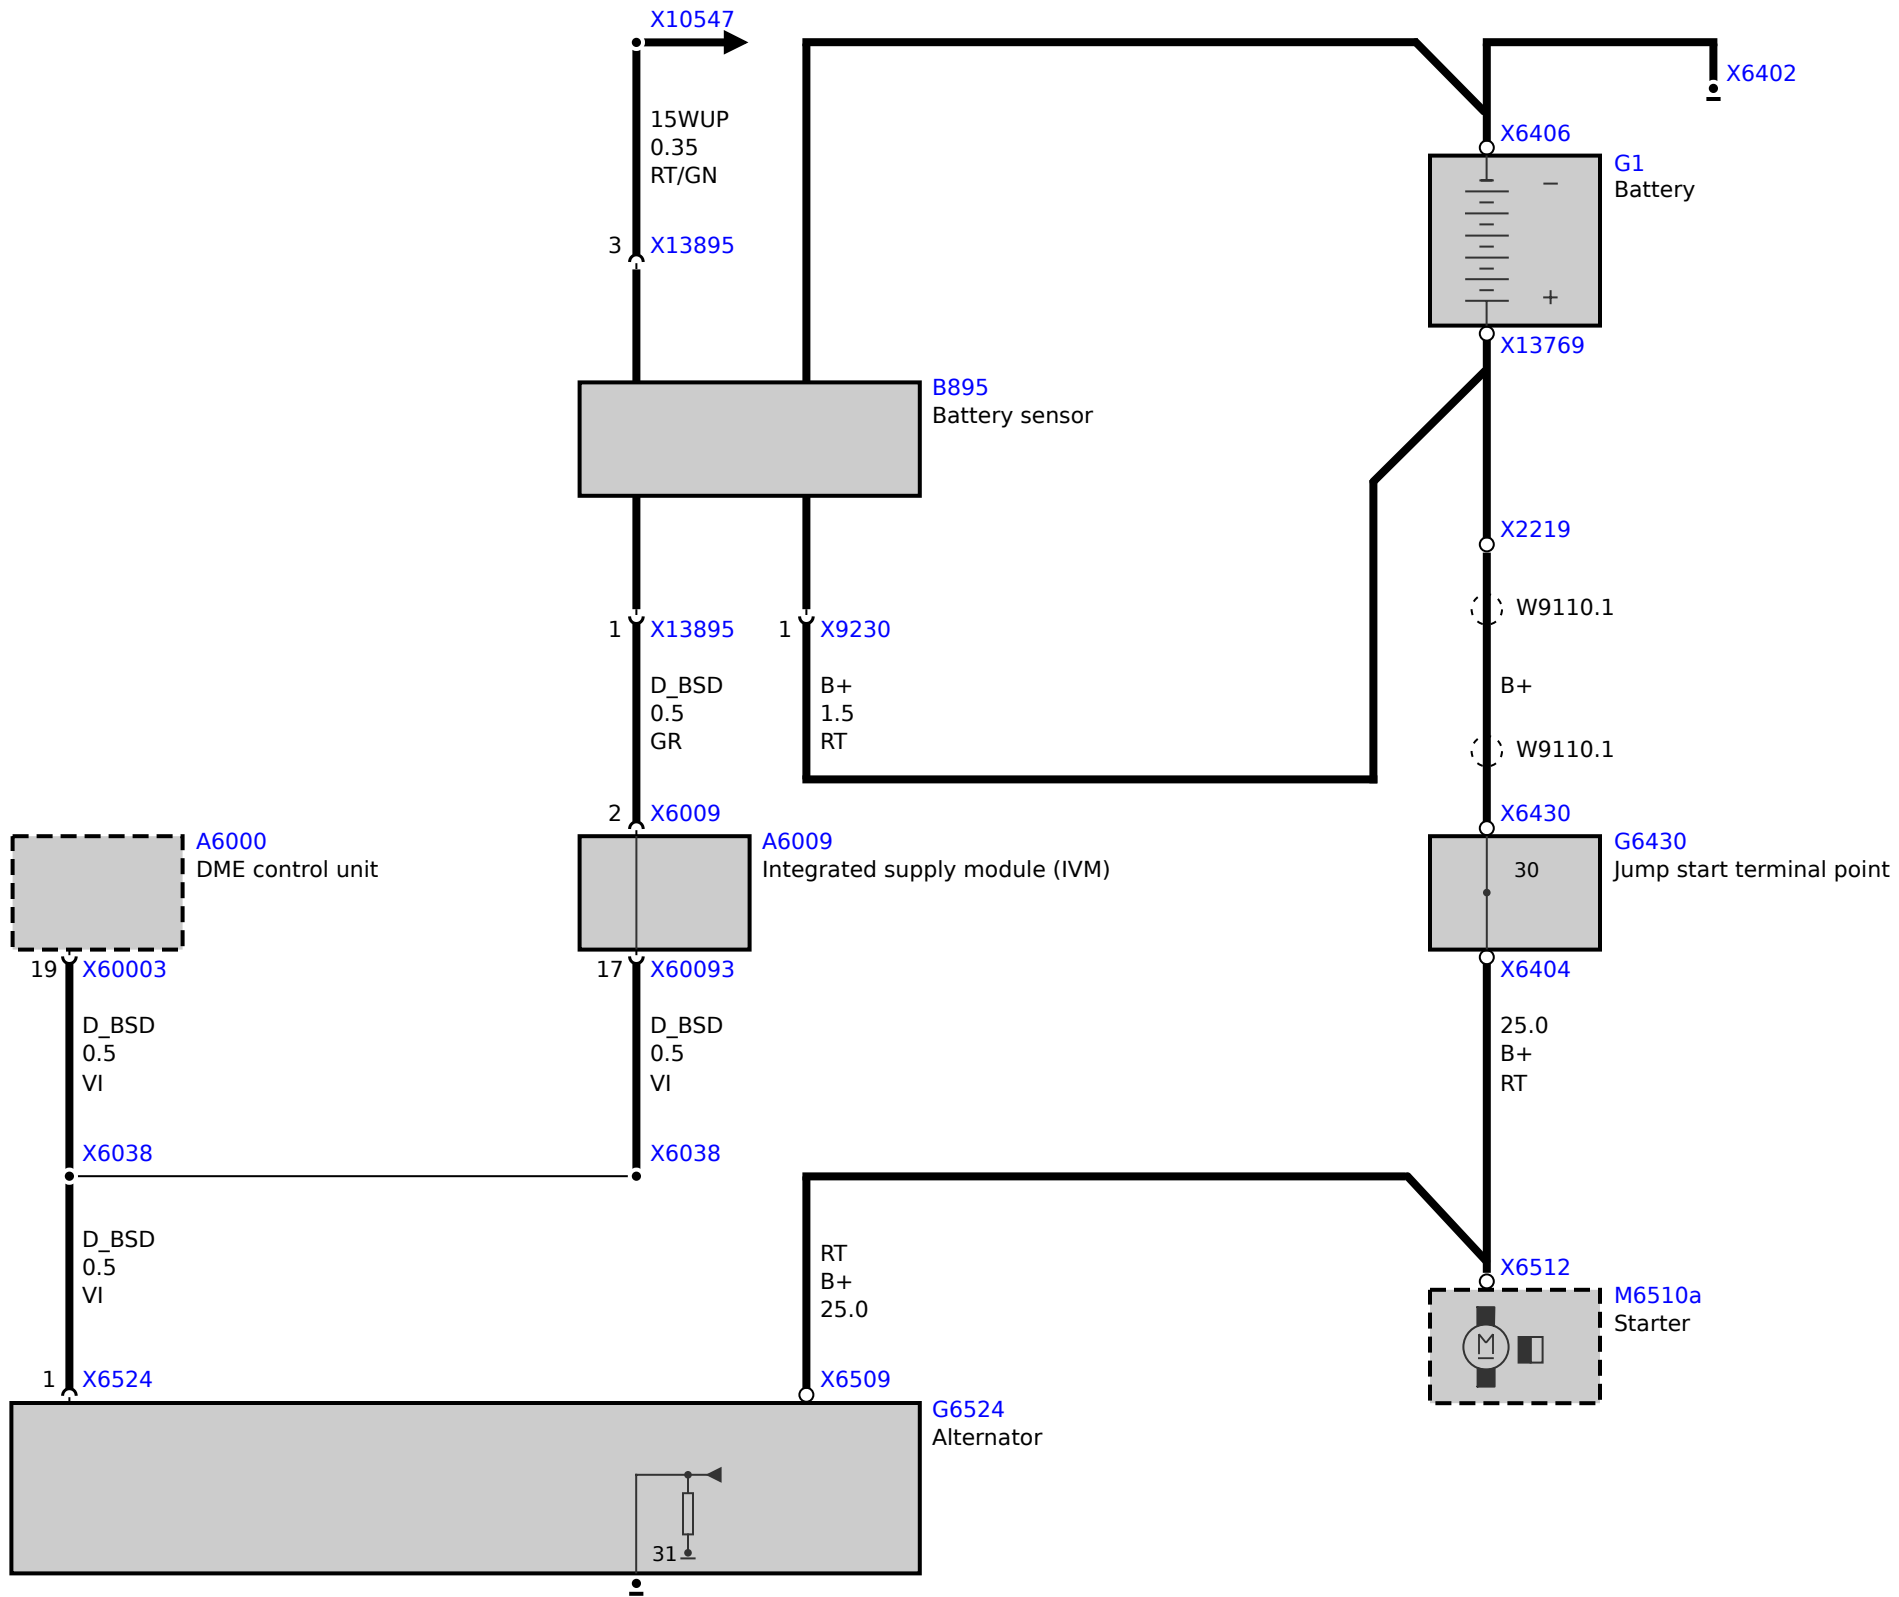 X10547
X6402
15WUP
0.35
RT/GN
X6406
G1
Battery
−
+
3 X13895
X13769
B895
Battery sensor
X2219
W9110.1
1 X13895
1 X9230
D_BSD
0.5
GR
B+
1.5
RT
B+
W9110.1
2 X6009
X6430
A6000
DME control unit
A6009
Integrated supply module (IVM)
G6430
Jump start terminal point
30
19 X60003
17 X60093
X6404
D_BSD
0.5
VI
D_BSD
0.5
VI
25.0
B+
RT
X6038
X6038
D_BSD
0.5
VI
RT
B+
25.0
X6512
M6510a
Starter
M
1 X6524
X6509
G6524
Alternator
31